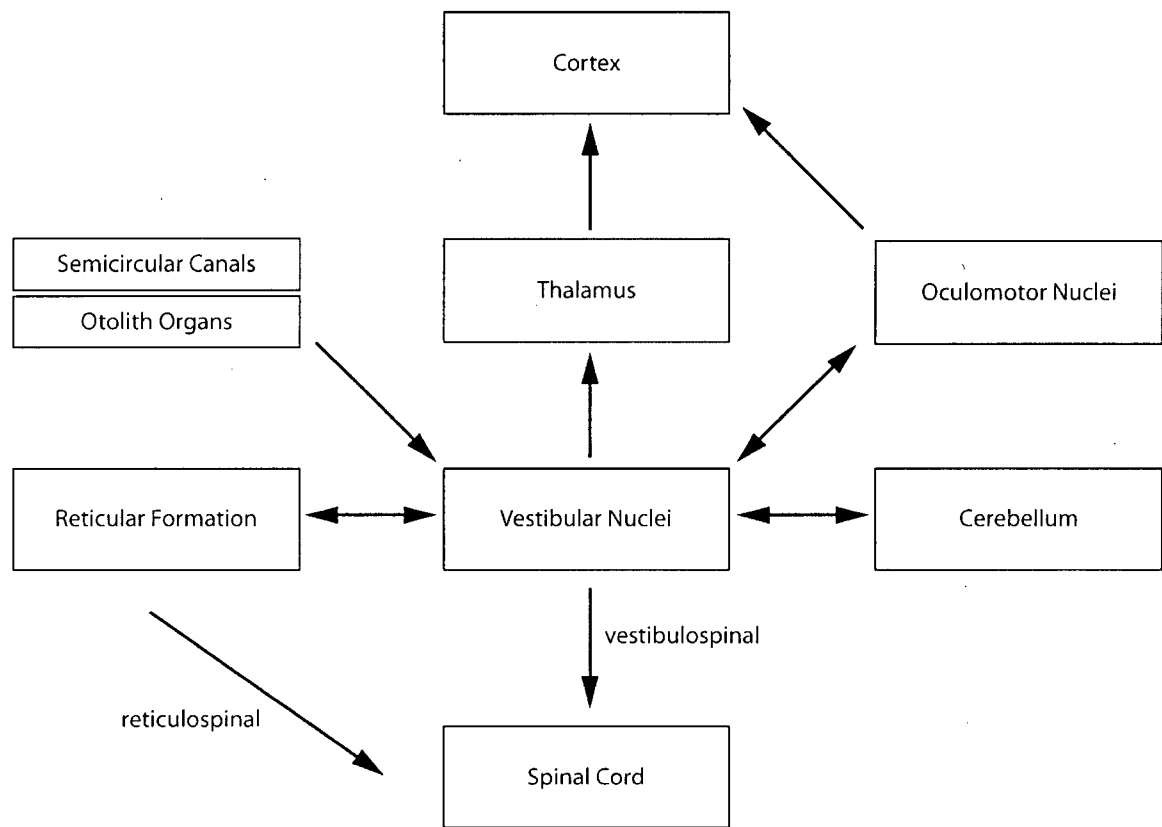 Cortex
Semicircular Canals
Otolith Organs
Thalamus
Oculomotor Nuclei
Reticular Formation
Vestibular Nuclei
Cerebellum
vestibulospinal
reticulospinal
Spinal Cord